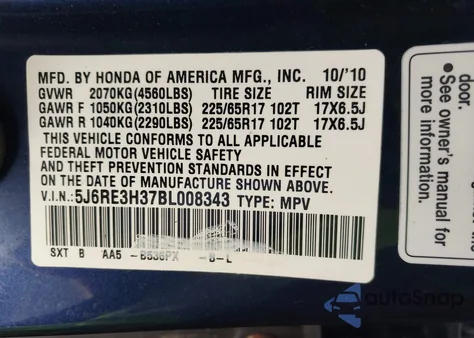 MFD. BY HONDA OF AMERICA MFG., INC. 10/'10
GVWR 2070KG(4560LBS) TIRE SIZE RIM SIZE
GAWR F 1050KG(2310LBS) 225/65R17 102T 17X6.5J
GAWR R 1040KG(2290LBS) 225/65R17 102T 17X6.5J
THIS VEHICLE CONFORMS TO ALL APPLICABLE
FEDERAL MOTOR VEHICLE SAFETY
AND THEFT PREVENTION STANDARDS IN EFFECT
ON THE DATE OF MANUFACTURE SHOWN ABOVE.
V.I.N.: 5J6RE3H37BL008343 TYPE: MPV
SXT B AA5 -B536PX -B-L
door.
• See owner's
manual for
more
autoSnap